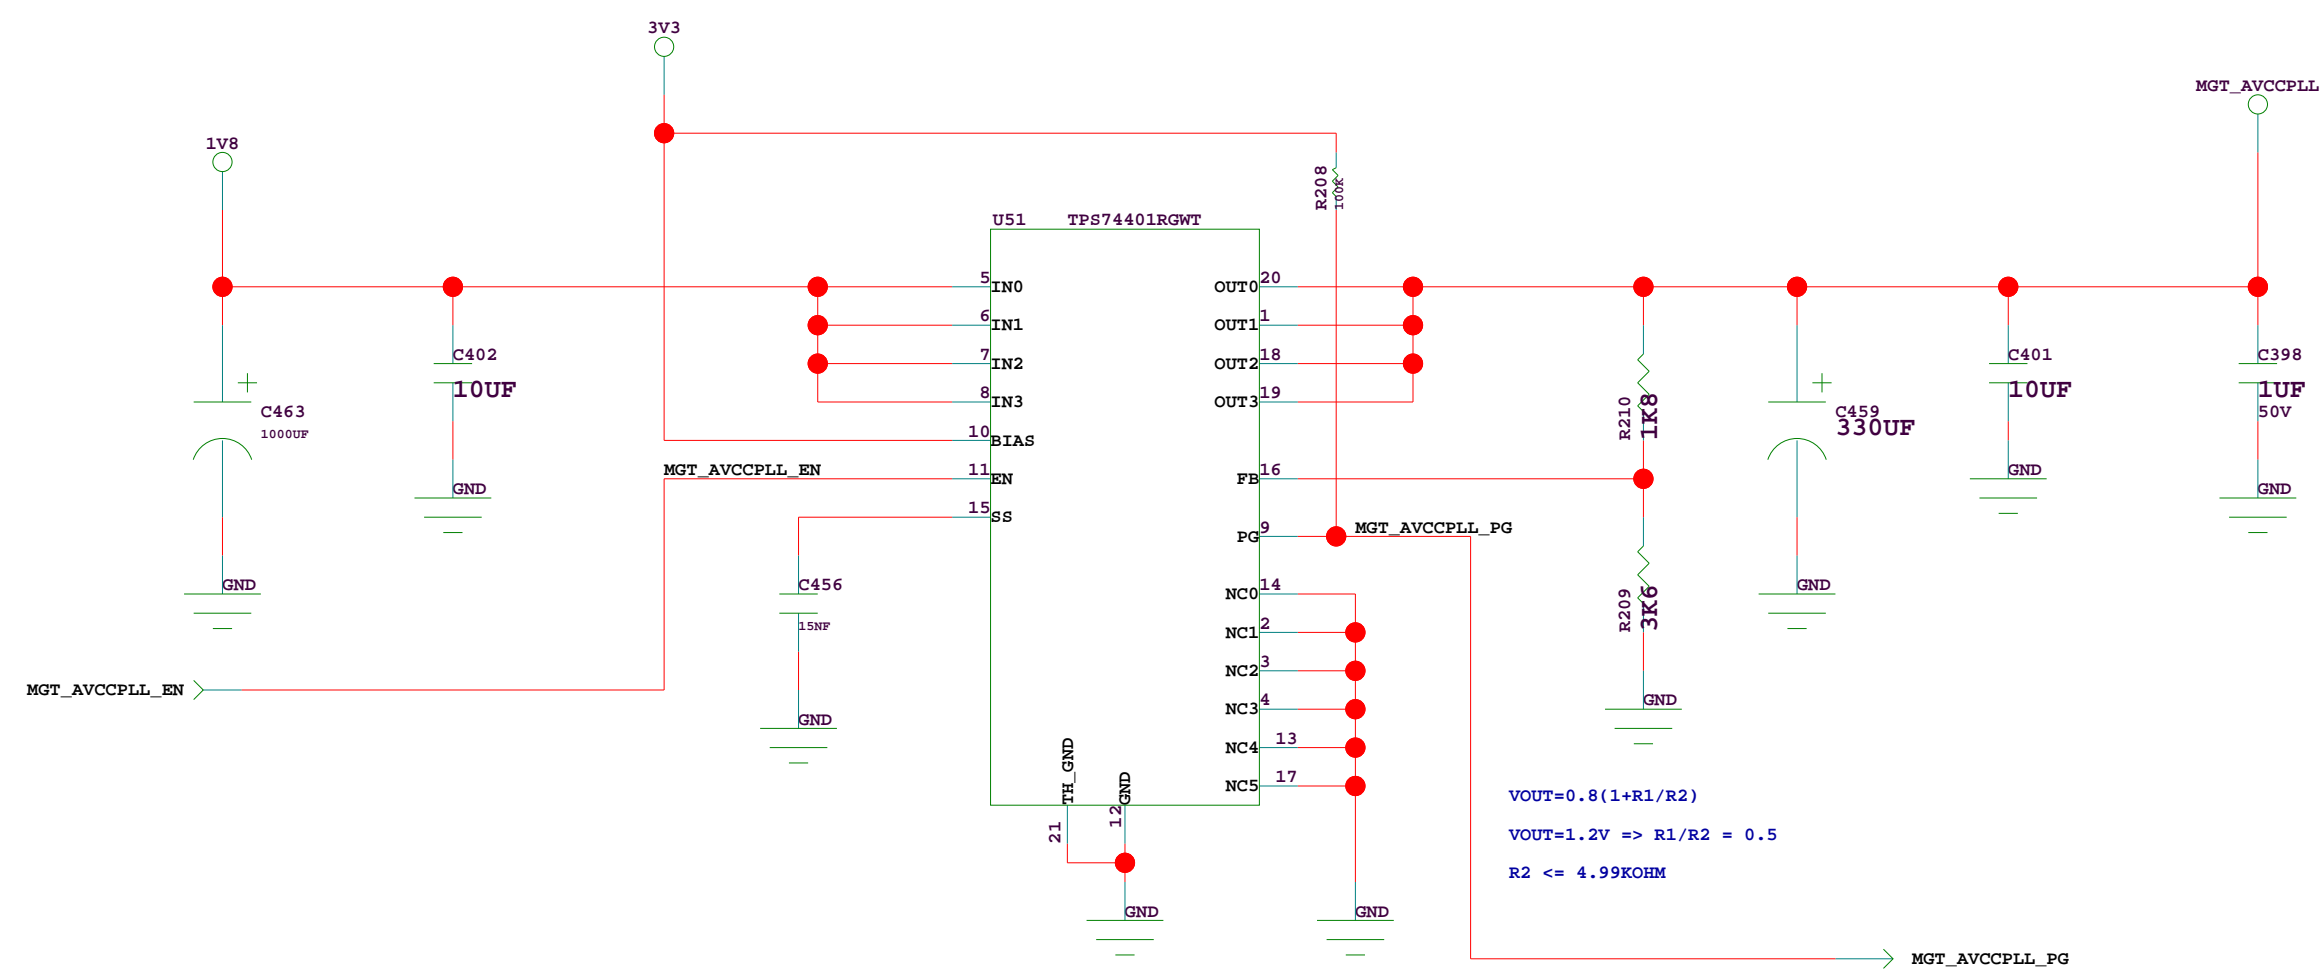 3V3
MGT_AVCCPLL
1V8
R208
100K
U51 TPS74401RGWT
5 IN0
6 IN1
7 IN2
8 IN3
10 BIAS
MGT_AVCCPLL_EN 11 EN
15 SS
OUT0 20
OUT1 1
OUT2 18
OUT3 19
FB 16
PG 9 MGT_AVCCPLL_PG
NC0 14
NC1 2
NC2 3
NC3 4
NC4 13
NC5 17
TH_GND
21
GND
12
GND
GND
C463
1000UF
GND
C402
10UF
GND
C456
15NF
GND
MGT_AVCCPLL_EN
R210
1K8
R209
3K6
GND
C459
330UF
GND
C401
10UF
GND
C398
1UF
50V
GND
VOUT=0.8(1+R1/R2)
VOUT=1.2V => R1/R2 = 0.5
R2 <= 4.99KOHM
MGT_AVCCPLL_PG